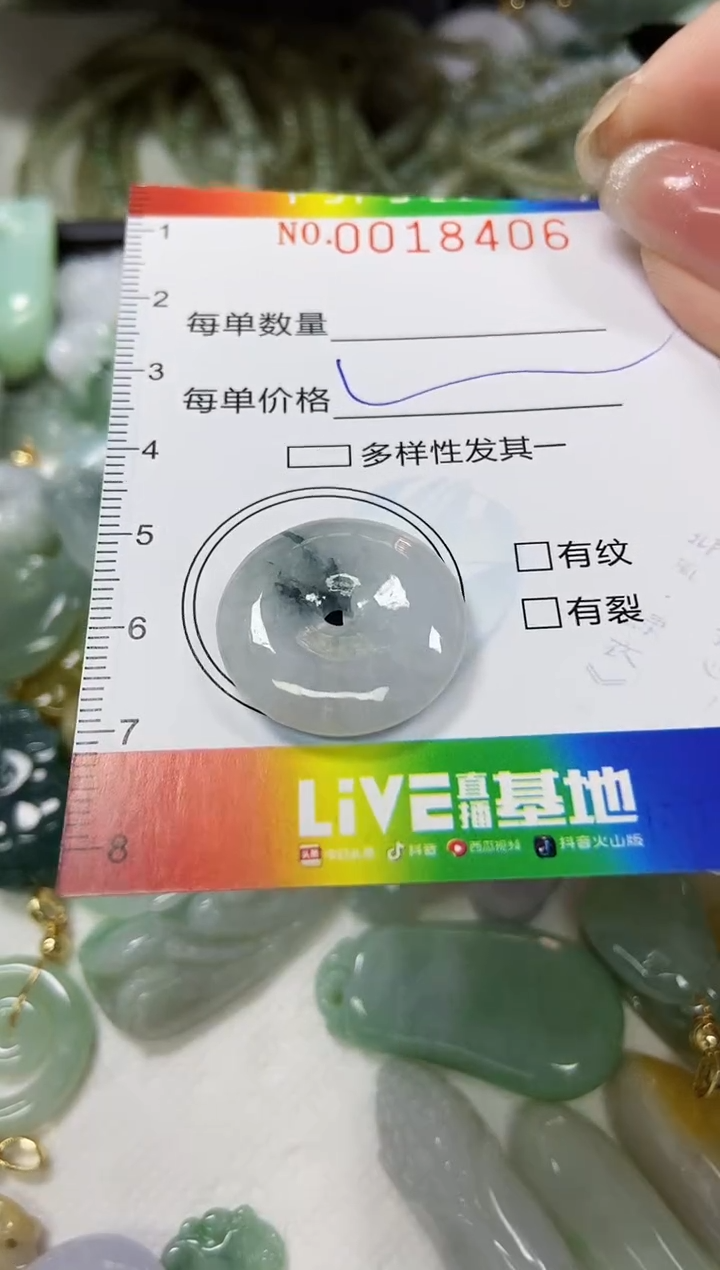 NO.0018406
1
2
每单数量
3
每单价格
4
多样性发其一
5
有纹
6
有裂
7
LiVE直播基地
8
抖音 西瓜视频 抖音火山版